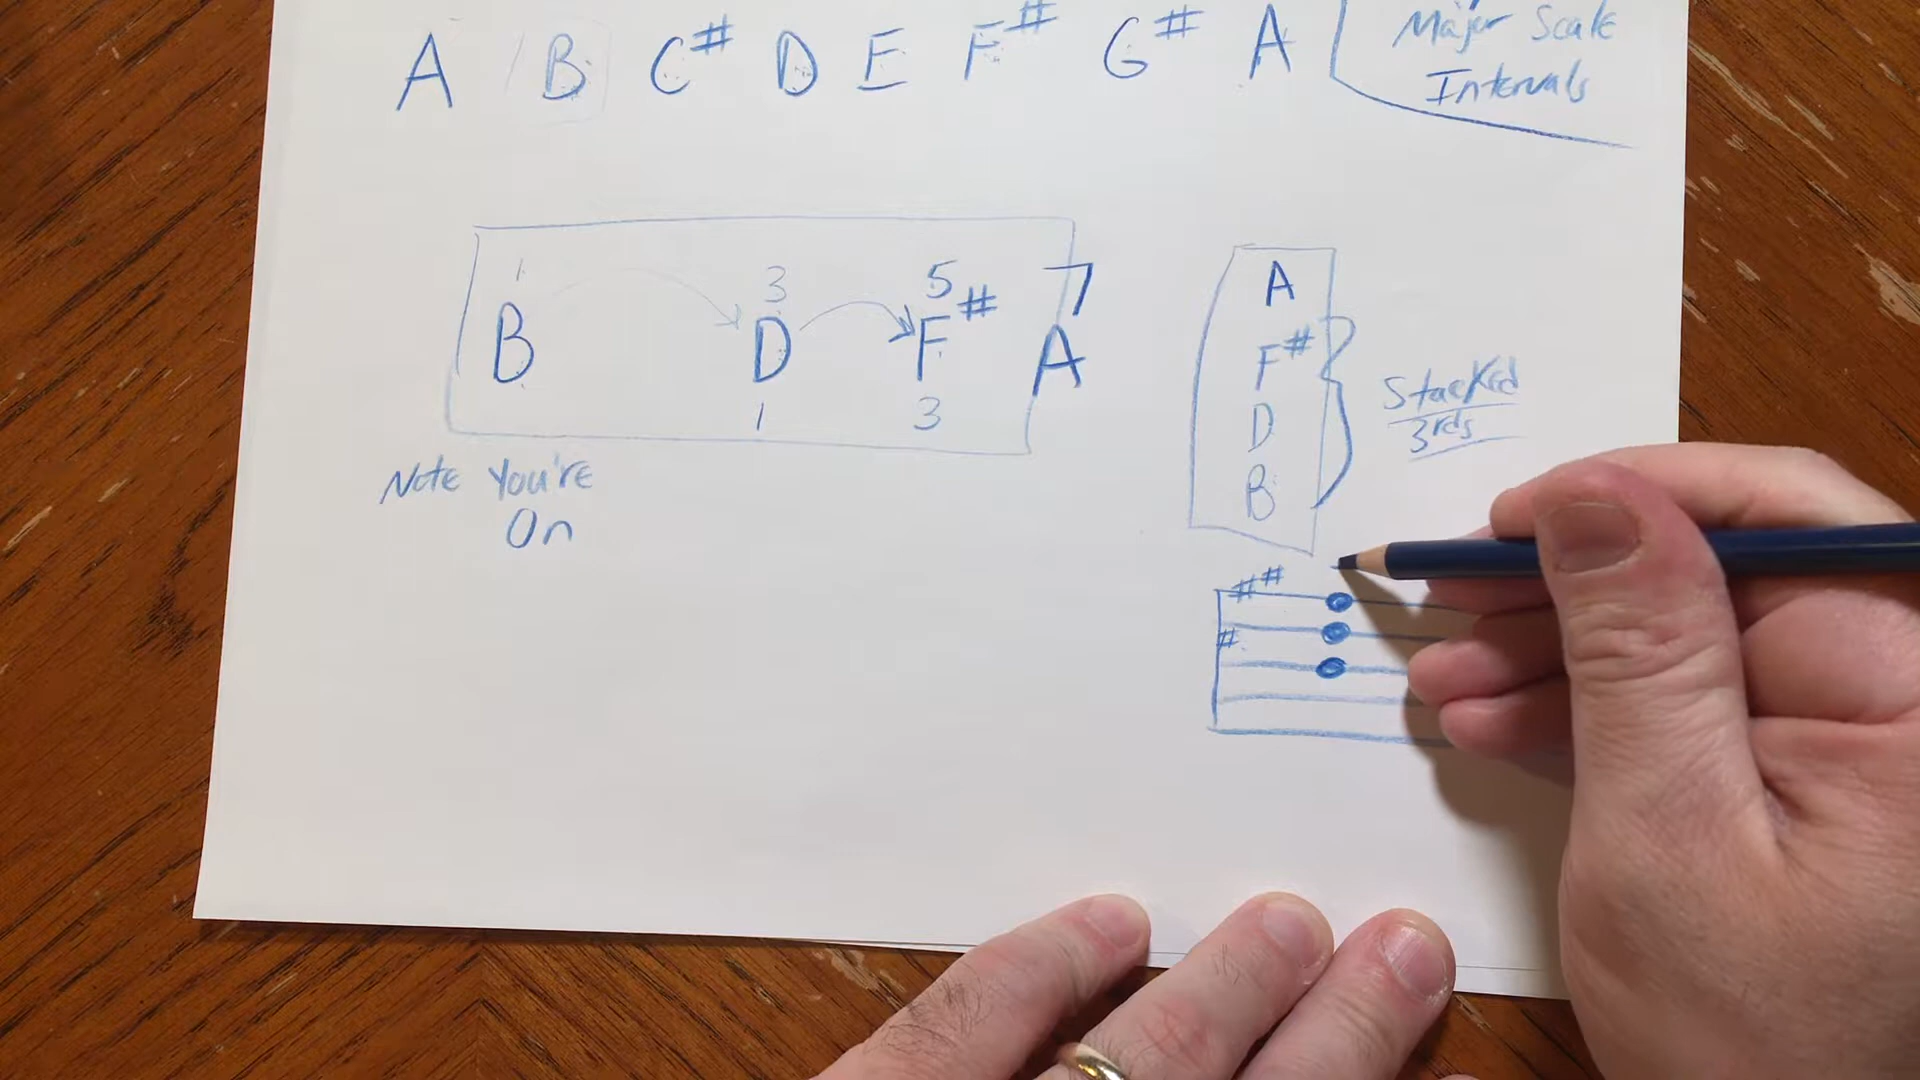 A B C# D E F# G# A
Major Scale
Intervals
1 3 5 7
B D F# A
1 3
Note You're
On
A
F#
D
B
Stacked
3rds
##
#